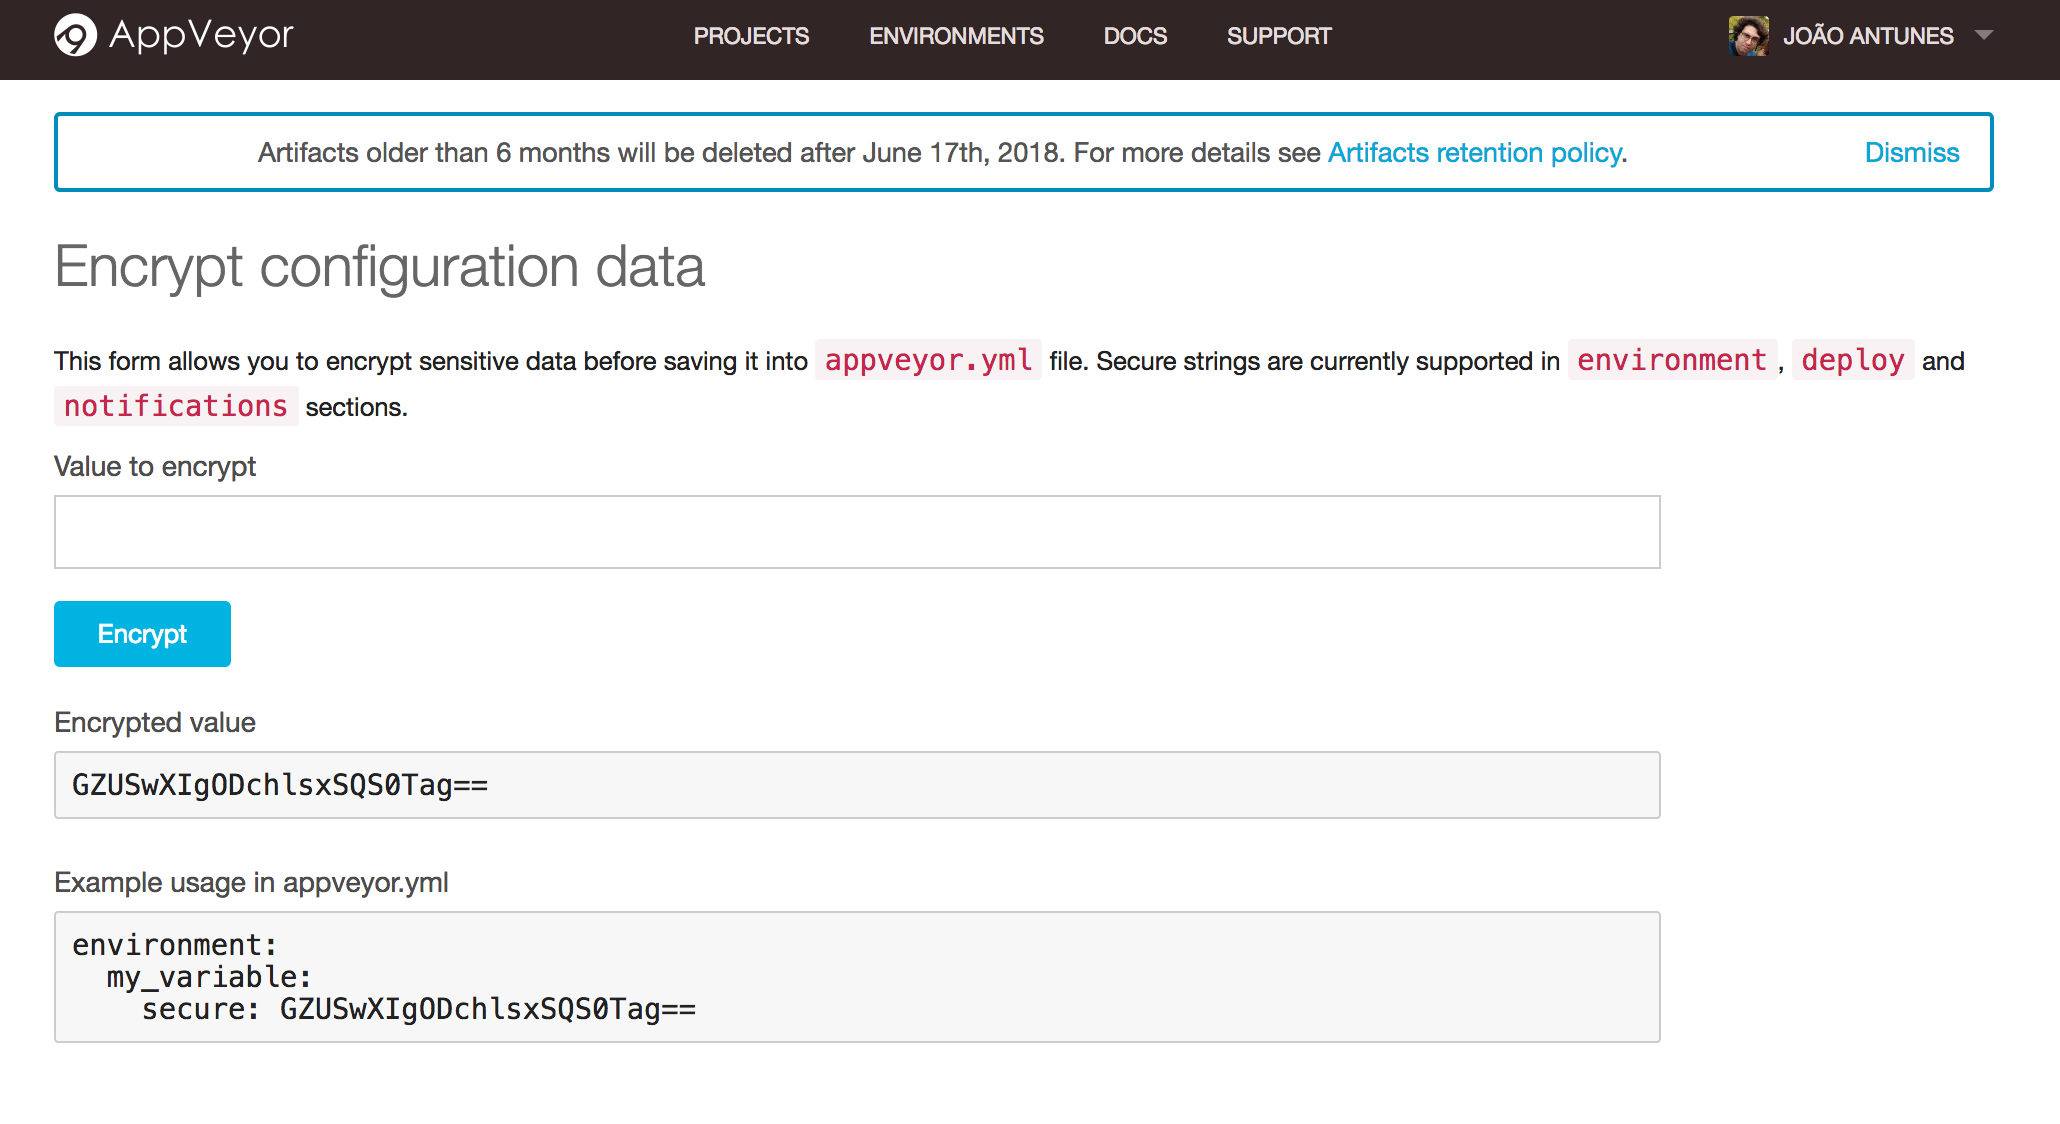 AppVeyor PROJECTS ENVIRONMENTS DOCS SUPPORT JOÃO ANTUNES
Artifacts older than 6 months will be deleted after June 17th, 2018. For more details see Artifacts retention policy. Dismiss
Encrypt configuration data
This form allows you to encrypt sensitive data before saving it into appveyor.yml file. Secure strings are currently supported in environment , deploy and
notifications sections.
Value to encrypt
Encrypt
Encrypted value
GZUSwXIgODchlsxSQS0Tag==
Example usage in appveyor.yml
environment:
  my_variable:
    secure: GZUSwXIgODchlsxSQS0Tag==